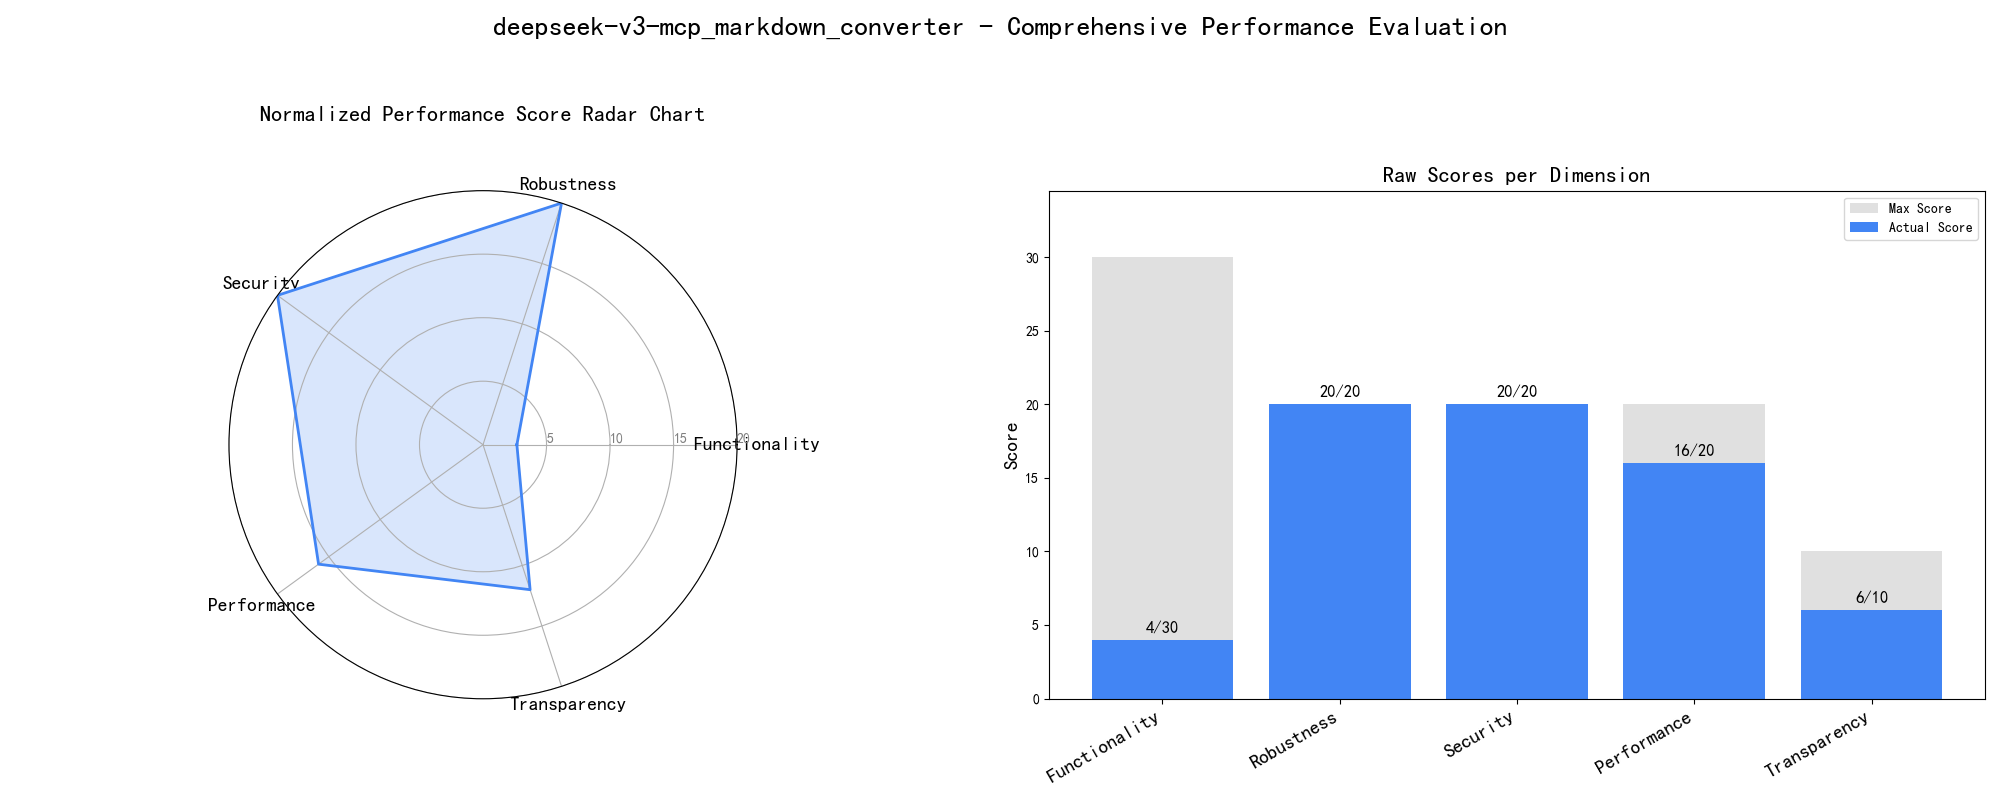 deepseek-v3-mcp_markdown_converter - Comprehensive Performance Evaluation
Normalized Performance Score Radar Chart
Robustness
Security
Functionality
Performance
Transparency
5
10
15
20
Raw Scores per Dimension
Max Score
Actual Score
Score
30
25
20
15
10
5
0
4/30
20/20
20/20
16/20
6/10
Functionality
Robustness
Security
Performance
Transparency